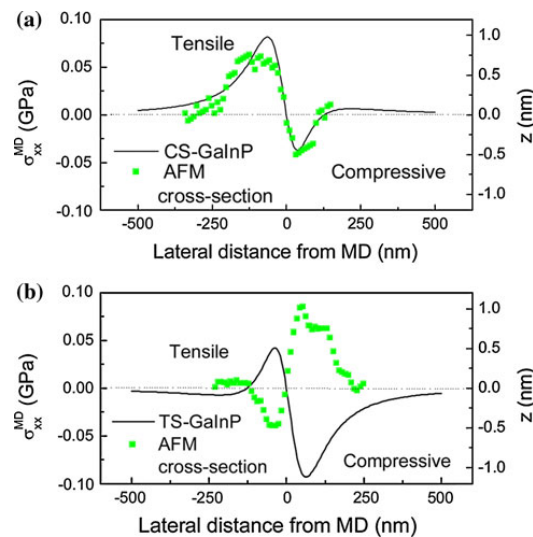 (a)
0.10
0.05
0.00
-0.05
-0.10
σxxMD (GPa)
Tensile
CS-GaInP
AFM
cross-section
Compressive
1.0
0.5
0.0
-0.5
-1.0
z (nm)
-500 -250 0 250 500
Lateral distance from MD (nm)
(b)
0.10
0.05
0.00
-0.05
-0.10
σxxMD (GPa)
Tensile
TS-GaInP
AFM
cross-section
Compressive
1.0
0.5
0.0
-0.5
-1.0
z (nm)
-500 -250 0 250 500
Lateral distance from MD (nm)